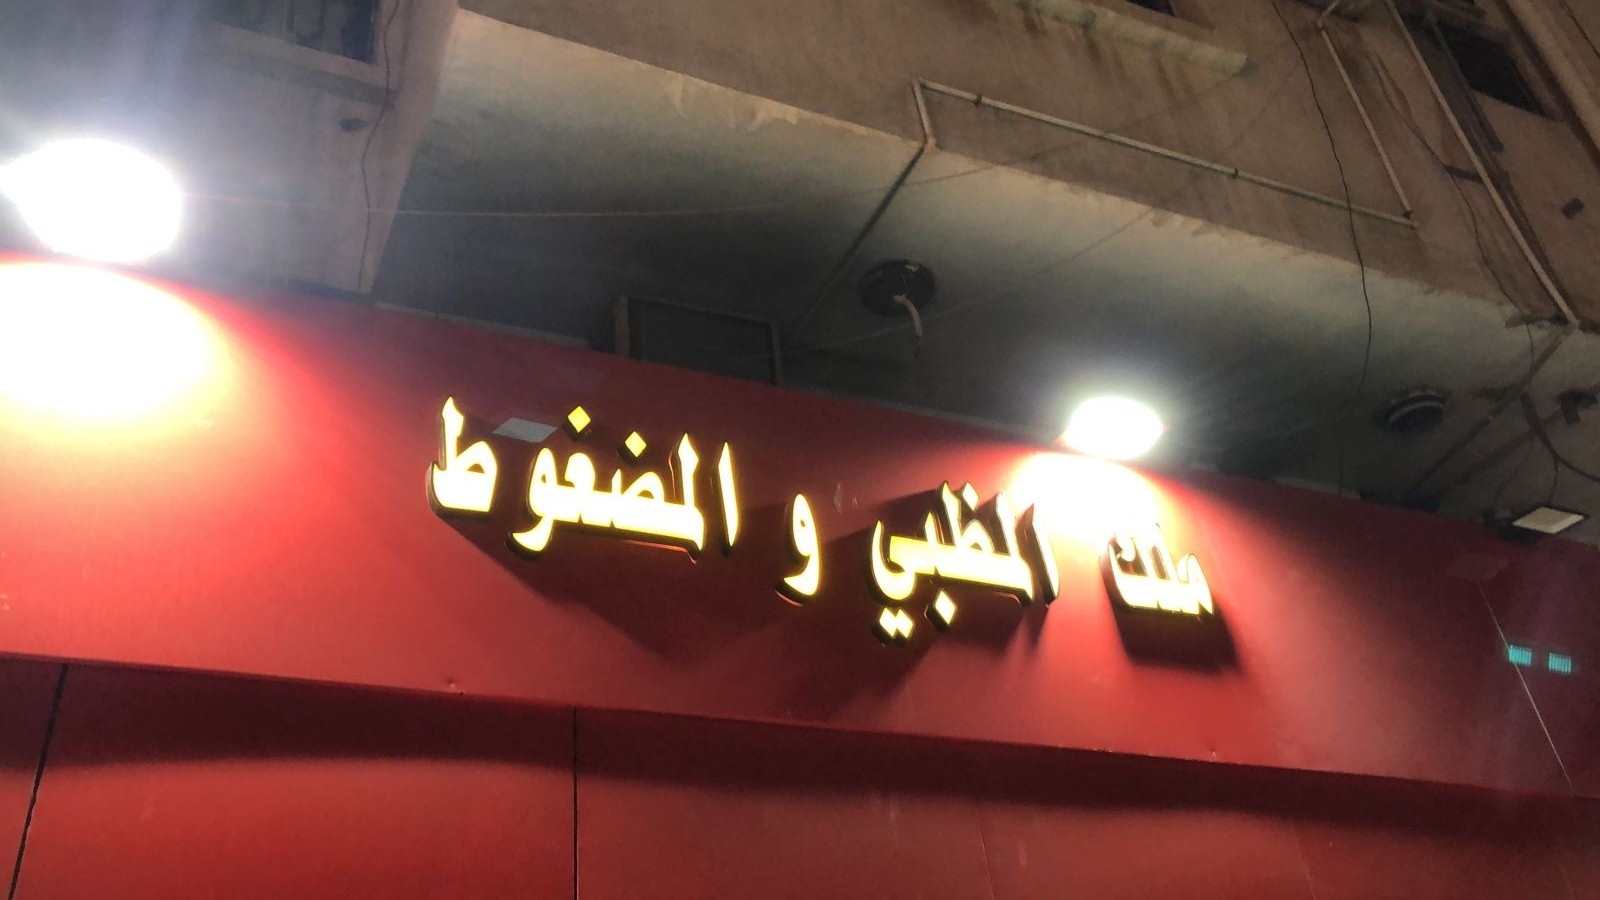 ملك المظبي و المضغوط